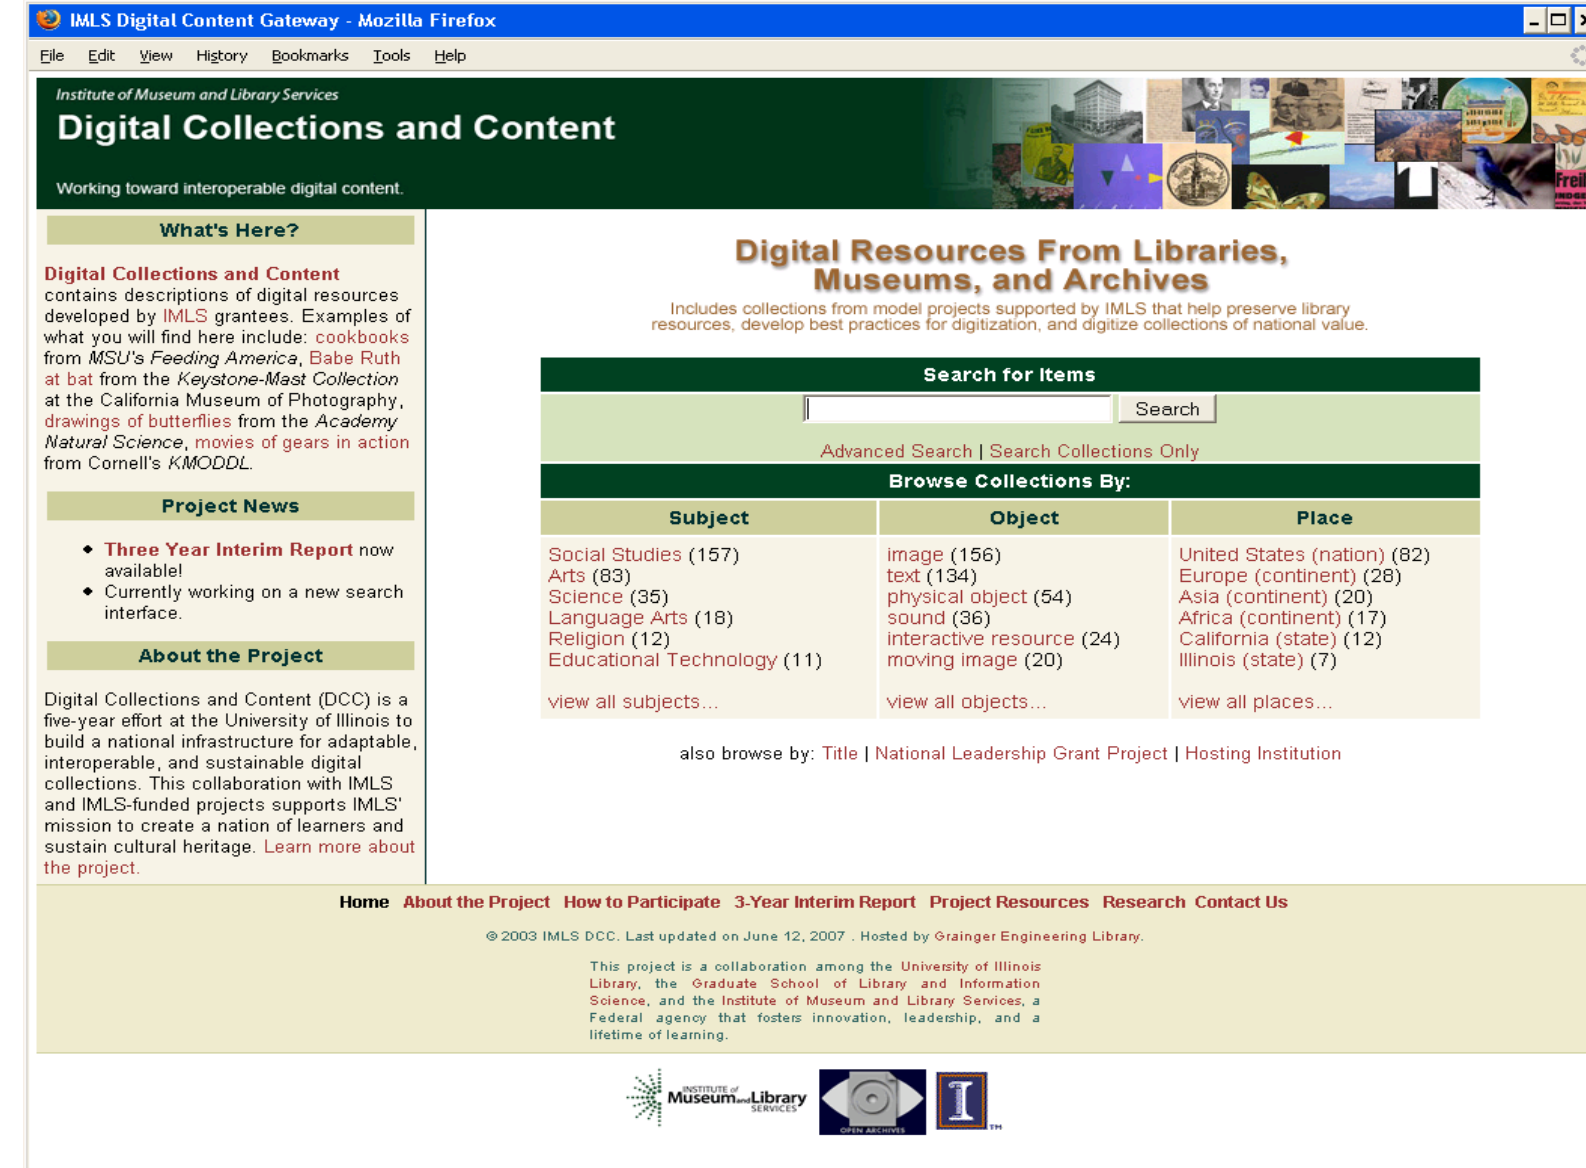 IMLS Digital Content Gateway - Mozilla Firefox
File Edit View History Bookmarks Tools Help
Institute of Museum and Library Services
Digital Collections and Content
Working toward interoperable digital content.
What's Here?
Digital Collections and Content
contains descriptions of digital resources
developed by IMLS grantees. Examples of
what you will find here include: cookbooks
from MSU's Feeding America, Babe Ruth
at bat from the Keystone-Mast Collection
at the California Museum of Photography,
drawings of butterflies from the Academy
Natural Science, movies of gears in action
from Cornell's KMODDL.
Project News
Three Year Interim Report now
available!
Currently working on a new search
interface.
About the Project
Digital Collections and Content (DCC) is a
five-year effort at the University of Illinois to
build a national infrastructure for adaptable,
interoperable, and sustainable digital
collections. This collaboration with IMLS
and IMLS-funded projects supports IMLS'
mission to create a nation of learners and
sustain cultural heritage. Learn more about
the project.
Digital Resources From Libraries,
Museums, and Archives
Includes collections from model projects supported by IMLS that help preserve library
resources, develop best practices for digitization, and digitize collections of national value.
Search for Items
Search
Advanced Search | Search Collections Only
Browse Collections By:
Subject Object Place
Social Studies (157) image (156) United States (nation) (82)
Arts (83) text (134) Europe (continent) (28)
Science (35) physical object (54) Asia (continent) (20)
Language Arts (18) sound (36) Africa (continent) (17)
Religion (12) interactive resource (24) California (state) (12)
Educational Technology (11) moving image (20) Illinois (state) (7)
view all subjects... view all objects... view all places...
also browse by: Title | National Leadership Grant Project | Hosting Institution
Home About the Project How to Participate 3-Year Interim Report Project Resources Research Contact Us
© 2003 IMLS DCC. Last updated on June 12, 2007 . Hosted by Grainger Engineering Library.
This project is a collaboration among the University of Illinois
Library, the Graduate School of Library and Information
Science, and the Institute of Museum and Library Services, a
Federal agency that fosters innovation, leadership, and a
lifetime of learning.
INSTITUTE of
Museum and Library
SERVICES
OPEN ARCHIVES
I
TM